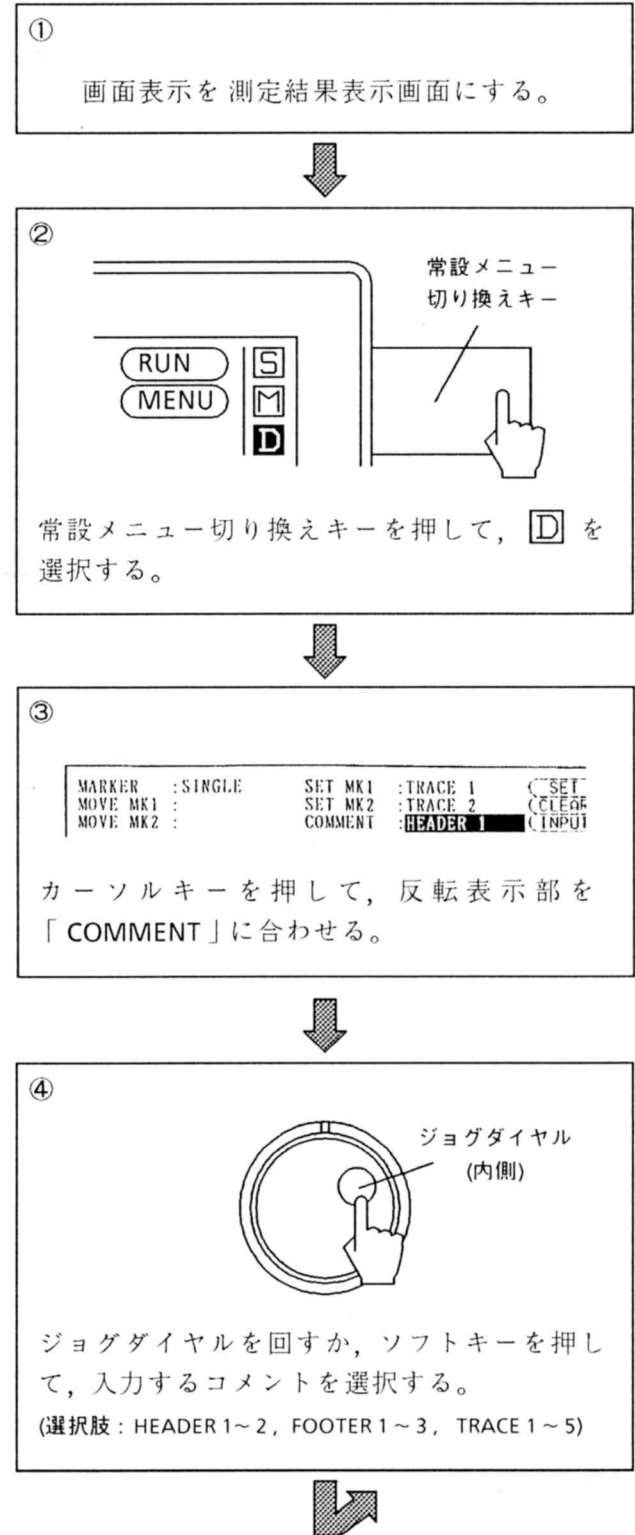 ①
画面表示を 測定結果表示画面にする。
②
常設メニュー
切り換えキー
RUN
MENU
S
M
D
常設メニュー切り換えキーを押して， D を
選択する。
③
MARKER :SINGLE SET MK1 :TRACE 1 (SET
MOVE MK1 : SET MK2 :TRACE 2 (CLEAR
MOVE MK2 : COMMENT :HEADER 1 (INPUT
カーソルキーを押して，反転表示部を
「COMMENT」に合わせる。
④
ジョグダイヤル
(内側)
ジョグダイヤルを回すか，ソフトキーを押し
て，入力するコメントを選択する。
(選択肢 : HEADER 1～2，FOOTER 1～3，TRACE 1～5)